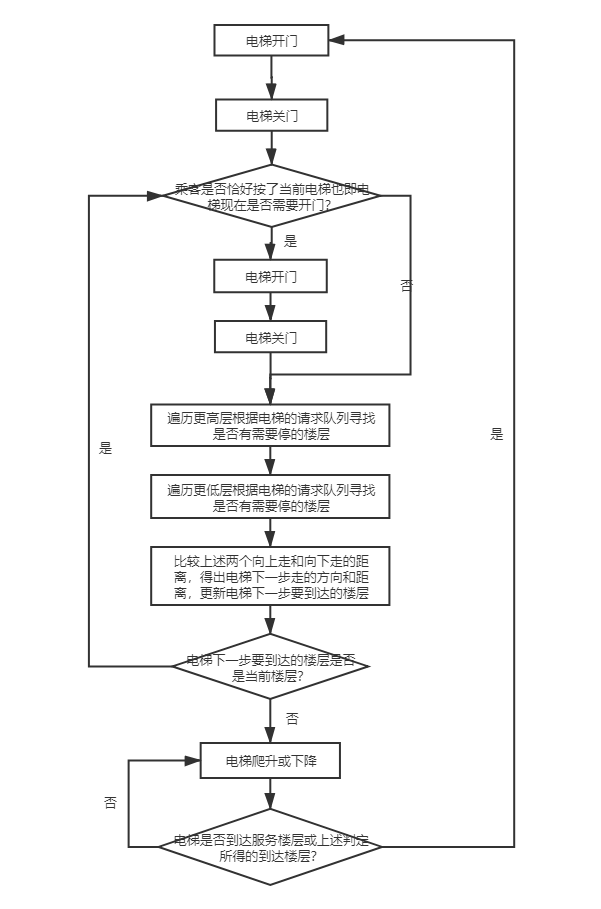 电梯开门
电梯关门
乘客是否恰好按了当前电梯也即电
梯现在是否需要开门？
是
电梯开门
否
电梯关门
遍历更高层根据电梯的请求队列寻找
是否有需要停的楼层
是
是
遍历更低层根据电梯的请求队列寻找
是否有需要停的楼层
比较上述两个向上走和向下走的距
离，得出电梯下一步走的方向和距
离，更新电梯下一步要到达的楼层
电梯下一步要到达的楼层是否
是当前楼层？
否
电梯爬升或下降
否
电梯是否到达服务楼层或上述判定
所得的到达楼层？